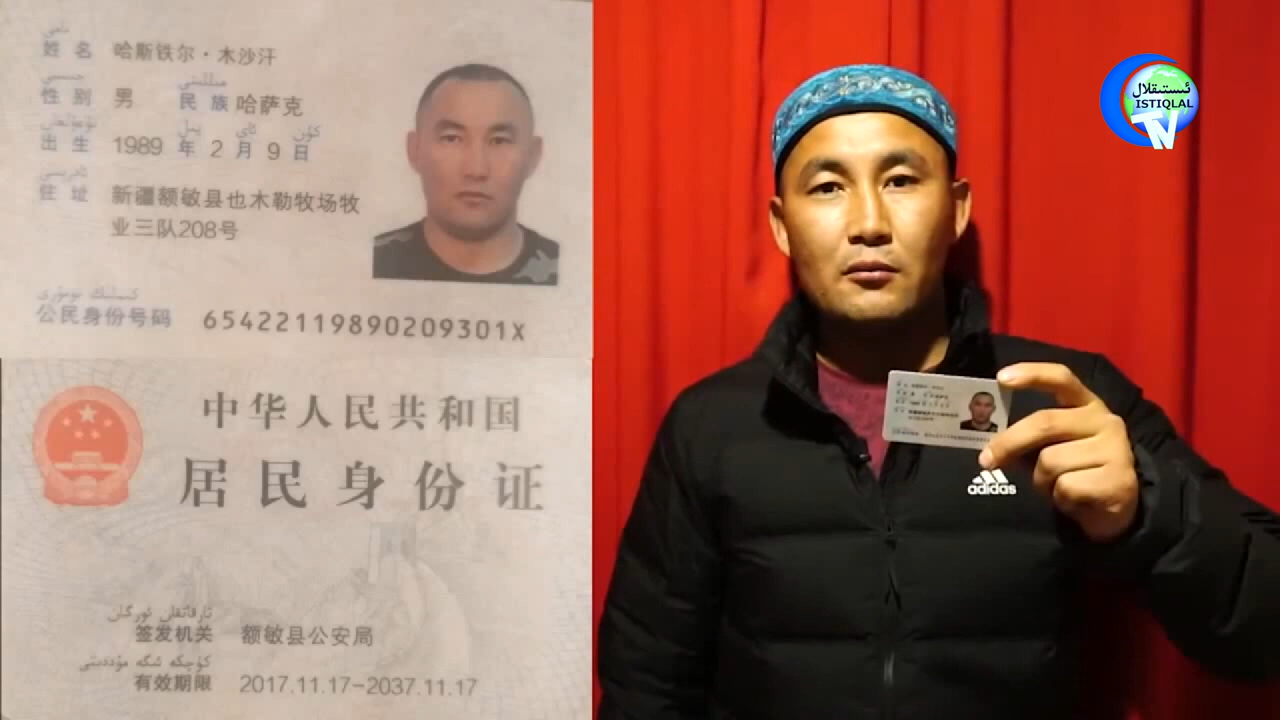 姓名 哈斯铁尔·木沙汗
性别 男 民族 哈萨克
出生 1989 年 2 月 9 日
住址 新疆额敏县也木勒牧场牧
业三队208号
公民身份号码 65422119890209301X
中华人民共和国
居民身份证
签发机关 额敏县公安局
有效期限 2017.11.17-2037.11.17
ئىستىقلال
ISTIQLAL
TV
adidas